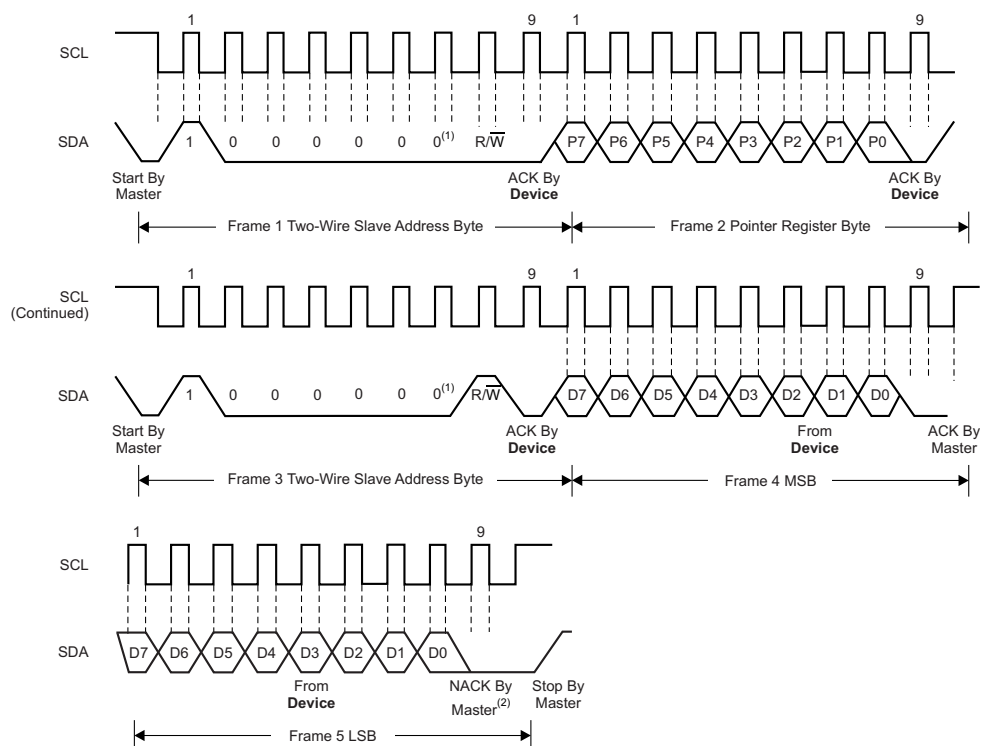 1 9 1 9
SCL
SDA
1 0 0 0 0 0 0(1) R/W̅ P7 P6 P5 P4 P3 P2 P1 P0
Start By
Master
ACK By
Device
ACK By
Device
Frame 1 Two-Wire Slave Address Byte
Frame 2 Pointer Register Byte
1 9 1 9
SCL
(Continued)
SDA
1 0 0 0 0 0 0(1) R/W̅ D7 D6 D5 D4 D3 D2 D1 D0
Start By
Master
ACK By
Device
From
Device
ACK By
Master
Frame 3 Two-Wire Slave Address Byte
Frame 4 MSB
1 9
SCL
SDA
D7 D6 D5 D4 D3 D2 D1 D0
From
Device
NACK By
Master(2)
Stop By
Master
Frame 5 LSB